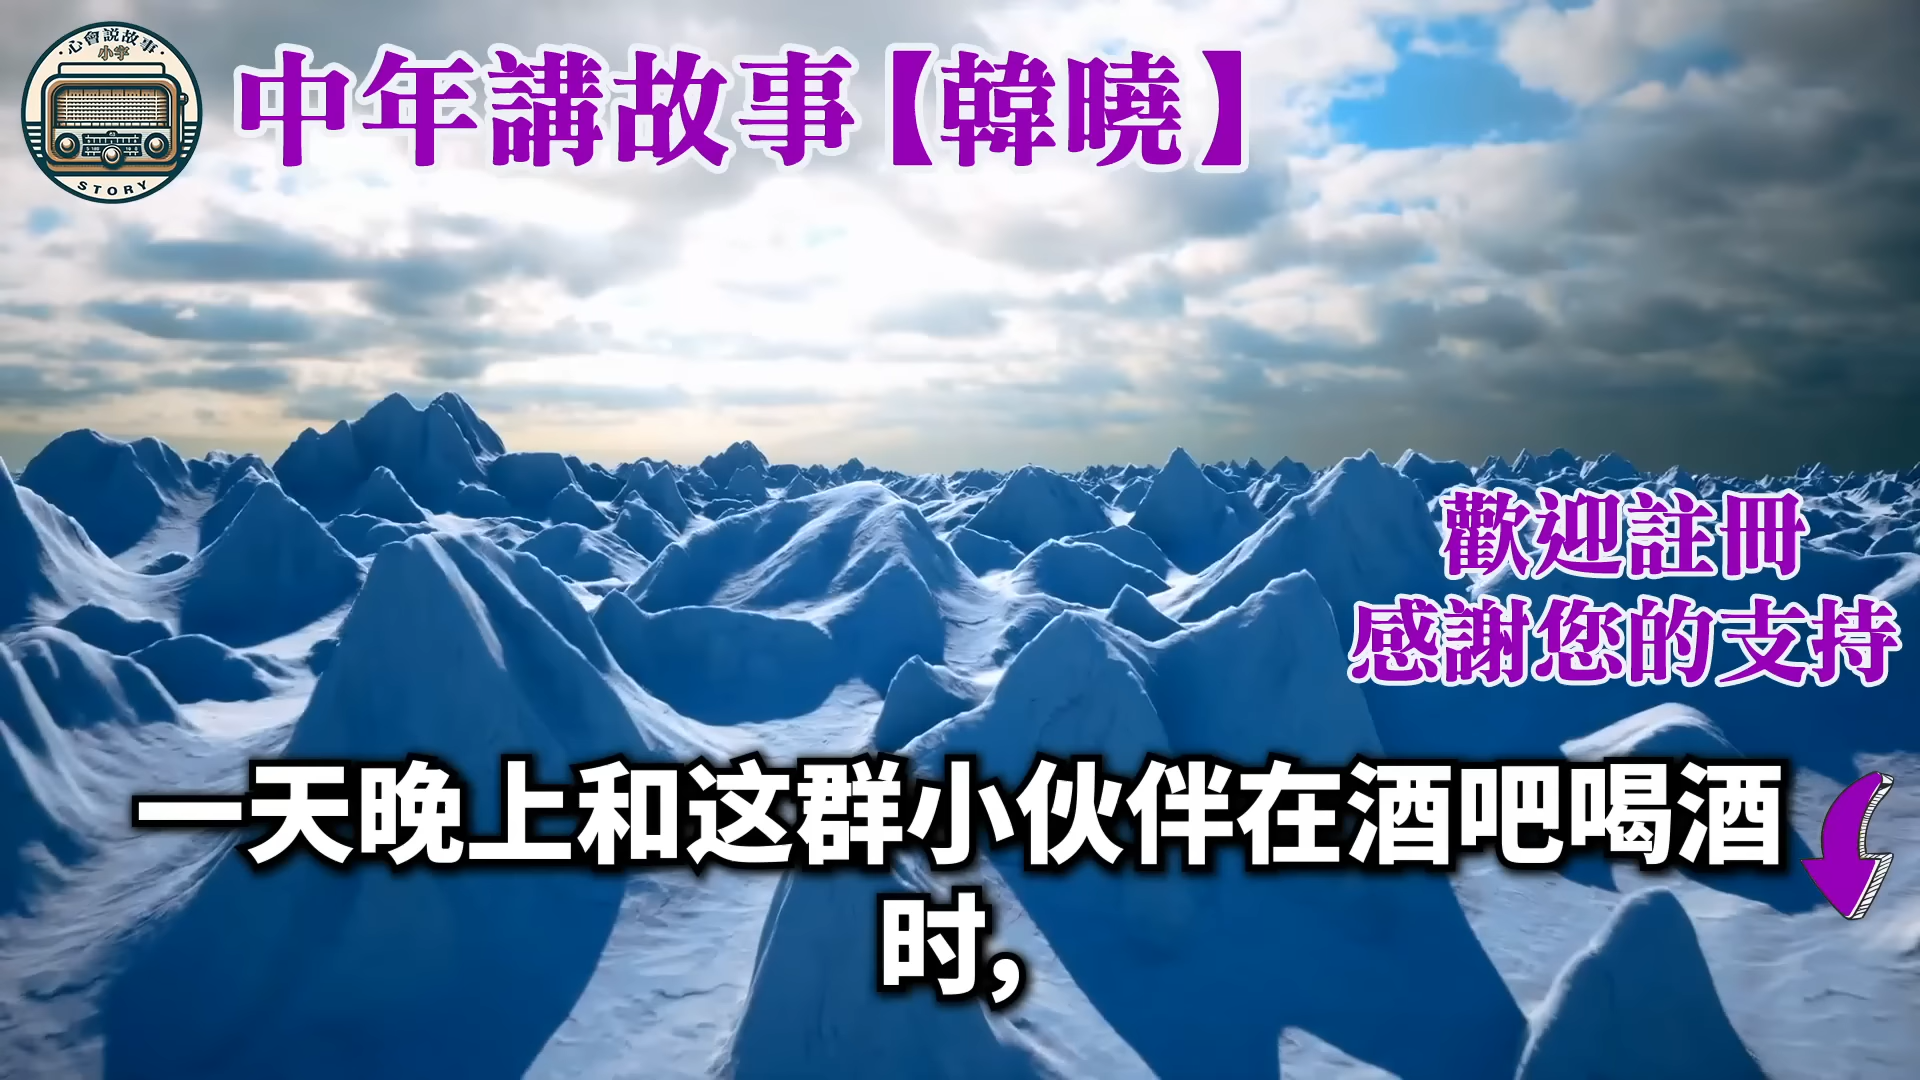 ·心會説故事·
小宇
STORY
中年講故事【韓曉】
歡迎註冊
感謝您的支持
一天晚上和这群小伙伴在酒吧喝酒
时,